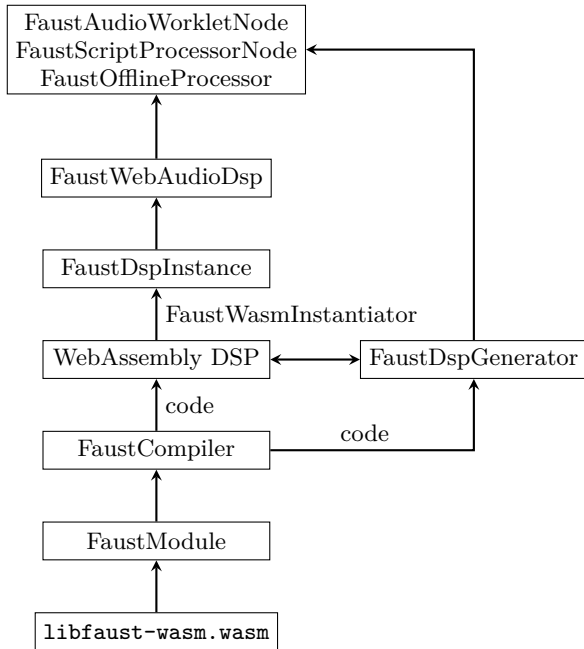 FaustAudioWorkletNode
FaustScriptProcessorNode
FaustOfflineProcessor
FaustWebAudioDsp
FaustDspInstance
FaustWasmInstantiator
WebAssembly DSP
FaustDspGenerator
code
code
FaustCompiler
FaustModule
libfaust-wasm.wasm